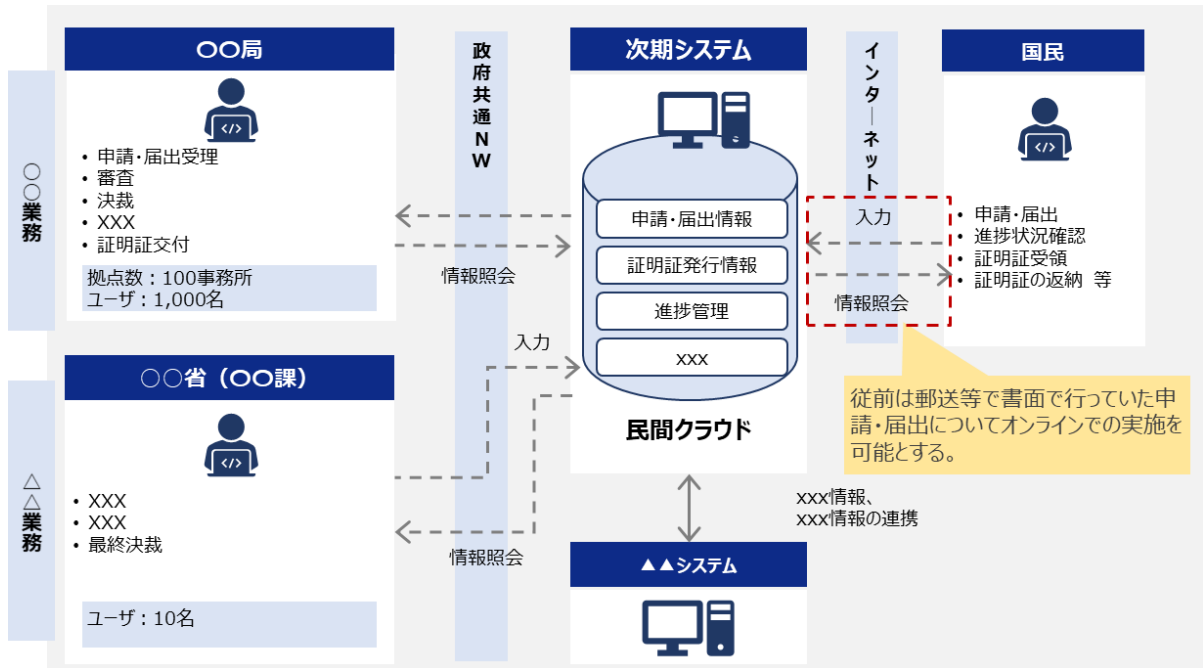 〇〇局
政府共通NW
次期システム
インターネット
国民
〇〇業務
• 申請・届出受理
• 審査
• 決裁
• XXX
• 証明証交付
拠点数：100事務所
ユーザ：1,000名
情報照会
申請・届出情報
証明証発行情報
進捗管理
xxx
民間クラウド
入力
情報照会
• 申請・届出
• 進捗状況確認
• 証明証受領
• 証明証の返納 等
従前は郵送等で書面で行っていた申
請・届出についてオンラインでの実施を
可能とする。
△△業務
〇〇省（〇〇課）
• XXX
• XXX
• 最終決裁
ユーザ：10名
入力
情報照会
xxx情報、
xxx情報の連携
▲▲システム